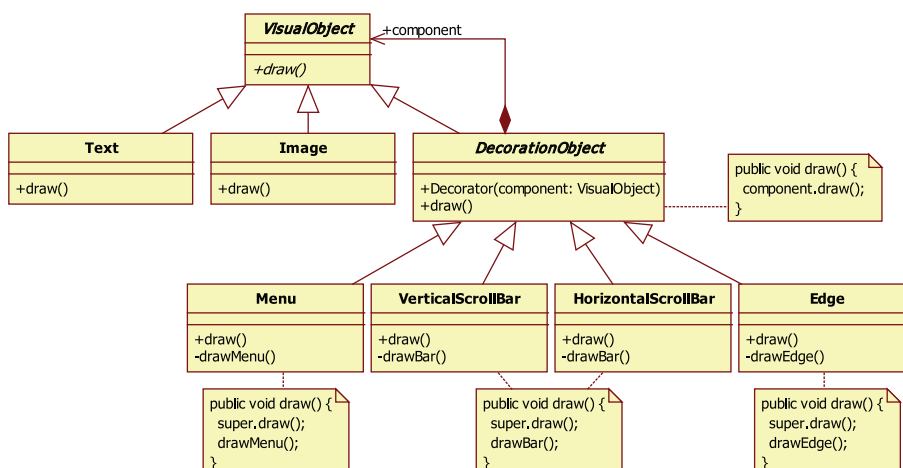 VisualObject
+component
+draw()
Text
+draw()
Image
+draw()
DecorationObject
+Decorator(component: VisualObject)
+draw()
public void draw() {
component.draw();
}
Menu
+draw()
-drawMenu()
VerticalScrollBar
+draw()
-drawBar()
HorizontalScrollBar
+draw()
-drawBar()
Edge
+draw()
-drawEdge()
public void draw() {
super.draw();
drawMenu();
}
public void draw() {
super.draw();
drawBar();
}
public void draw() {
super.draw();
drawEdge();
}